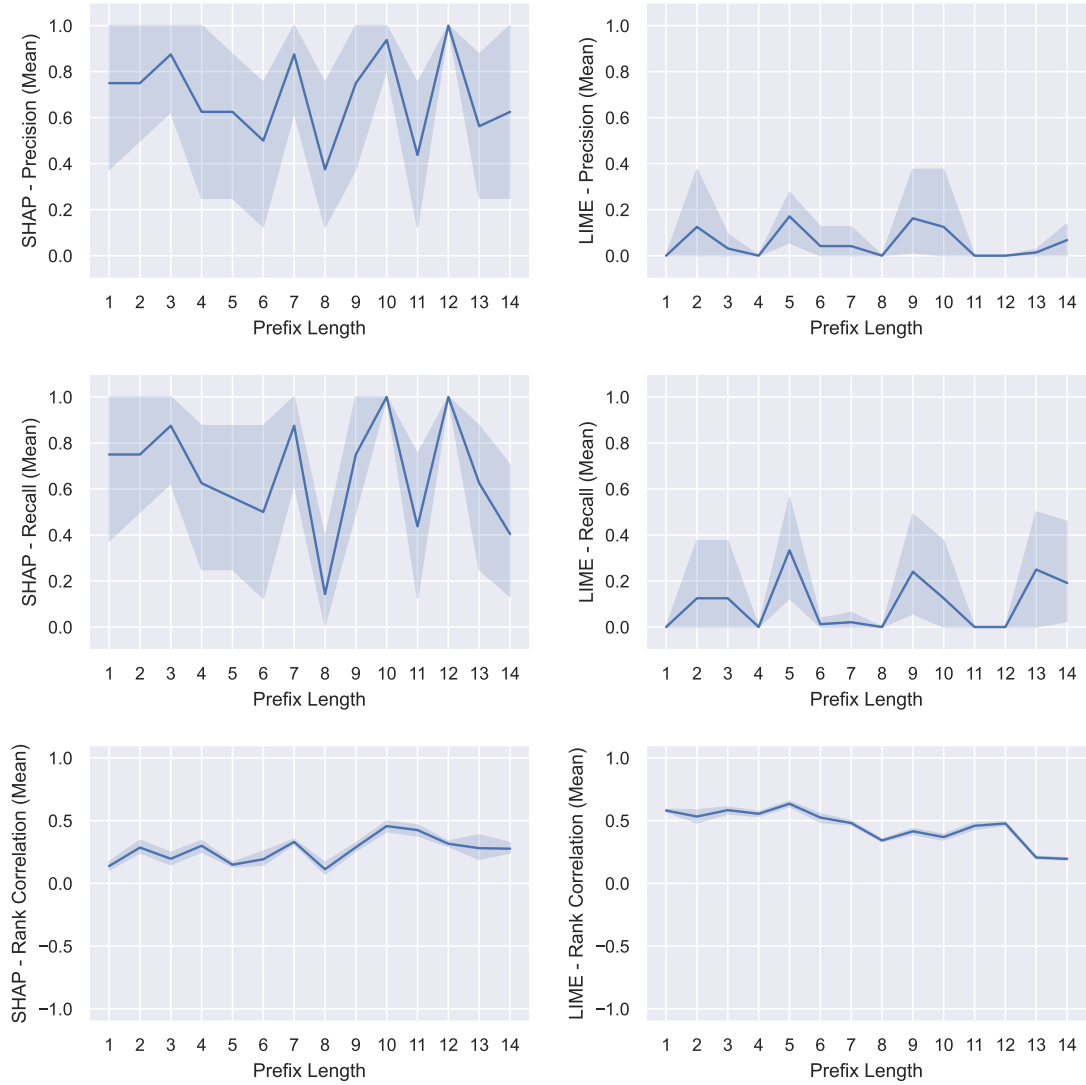 SHAP - Precision (Mean)
1.0
0.8
0.6
0.4
0.2
0.0
1 2 3 4 5 6 7 8 9 10 11 12 13 14
Prefix Length
LIME - Precision (Mean)
1.0
0.8
0.6
0.4
0.2
0.0
1 2 3 4 5 6 7 8 9 10 11 12 13 14
Prefix Length
SHAP - Recall (Mean)
1.0
0.8
0.6
0.4
0.2
0.0
1 2 3 4 5 6 7 8 9 10 11 12 13 14
Prefix Length
LIME - Recall (Mean)
1.0
0.8
0.6
0.4
0.2
0.0
1 2 3 4 5 6 7 8 9 10 11 12 13 14
Prefix Length
SHAP - Rank Correlation (Mean)
1.0
0.5
0.0
−0.5
−1.0
1 2 3 4 5 6 7 8 9 10 11 12 13 14
Prefix Length
LIME - Rank Correlation (Mean)
1.0
0.5
0.0
−0.5
−1.0
1 2 3 4 5 6 7 8 9 10 11 12 13 14
Prefix Length